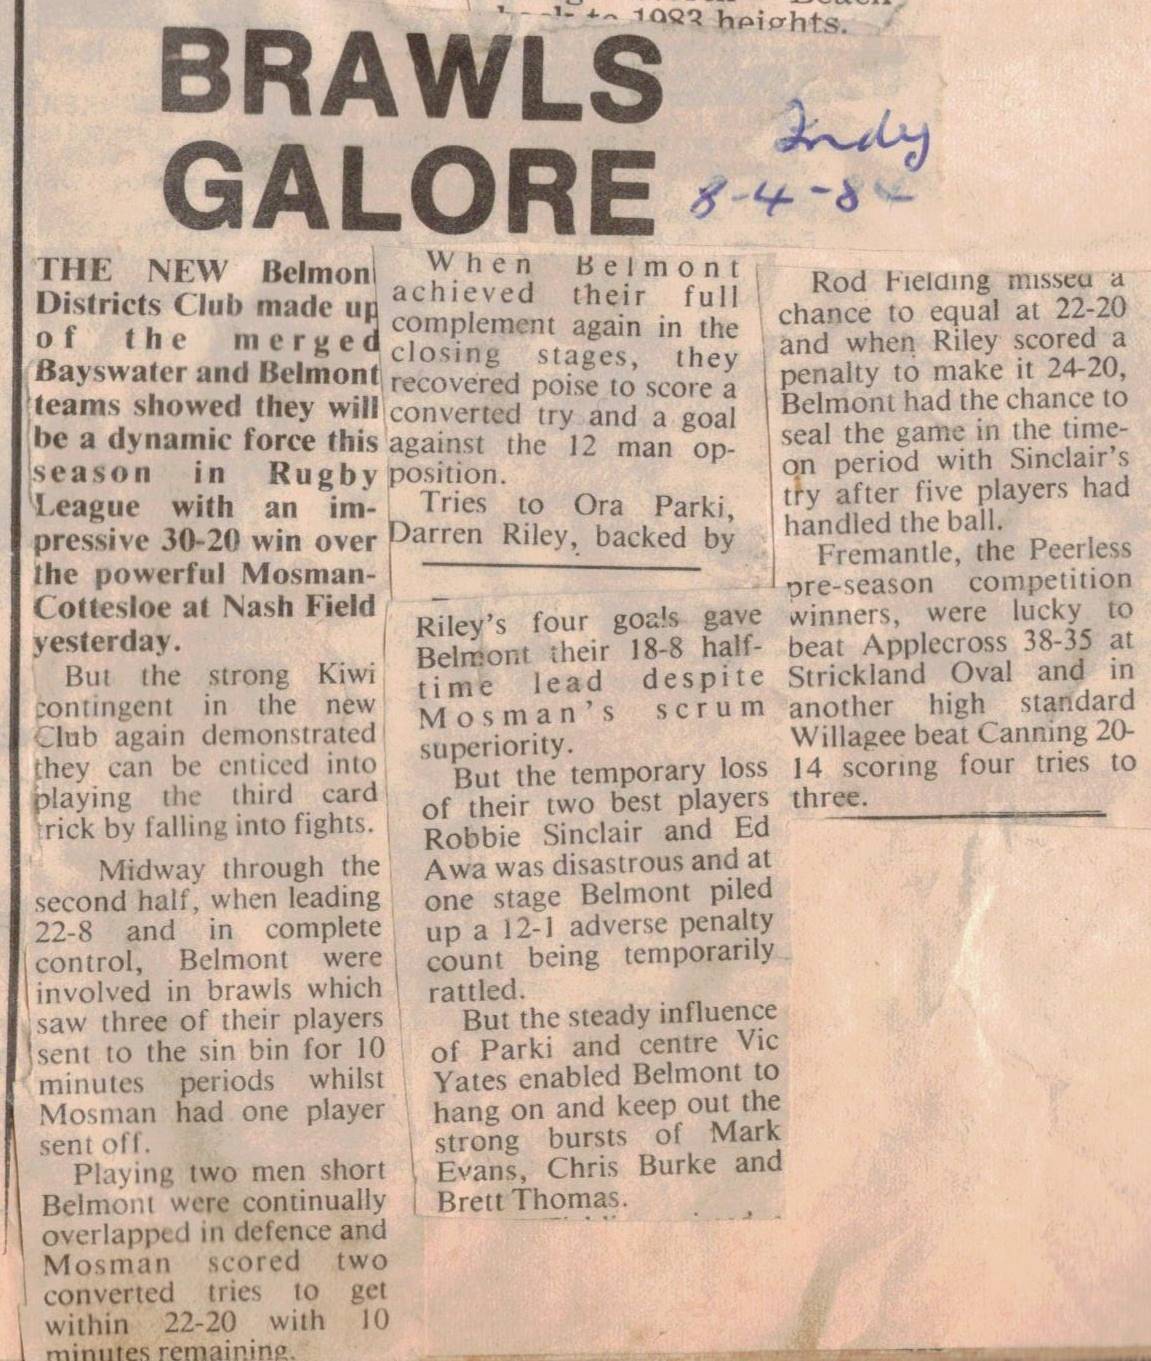 back to 1983 heights.
BRAWLS
GALORE
Indy
8-4-8
THE NEW Belmon
Districts Club made up
of the merged
Bayswater and Belmont
teams showed they will
be a dynamic force this
season in Rugby
League with an im-
pressive 30-20 win over
the powerful Mosman-
Cottesloe at Nash Field
yesterday.
But the strong Kiwi
contingent in the new
Club again demonstrated
they can be enticed into
playing the third card
trick by falling into fights.
Midway through the
second half, when leading
22-8 and in complete
control, Belmont were
involved in brawls which
saw three of their players
sent to the sin bin for 10
minutes periods whilst
Mosman had one player
sent off.
Playing two men short
Belmont were continually
overlapped in defence and
Mosman scored two
converted tries to get
within 22-20 with 10
minutes remaining.
When Belmont
achieved their full
complement again in the
closing stages, they
recovered poise to score a
converted try and a goal
against the 12 man op-
position.
Tries to Ora Parki,
Darren Riley, backed by
Riley's four goals gave
Belmont their 18-8 half-
time lead despite
Mosman's scrum
superiority.
But the temporary loss
of their two best players
Robbie Sinclair and Ed
Awa was disastrous and at
one stage Belmont piled
up a 12-1 adverse penalty
count being temporarily
rattled.
But the steady influence
of Parki and centre Vic
Yates enabled Belmont to
hang on and keep out the
strong bursts of Mark
Evans, Chris Burke and
Brett Thomas.
Rod Fielding missed a
chance to equal at 22-20
and when Riley scored a
penalty to make it 24-20,
Belmont had the chance to
seal the game in the time-
on period with Sinclair's
try after five players had
handled the ball.
Fremantle, the Peerless
pre-season competition
winners, were lucky to
beat Applecross 38-35 at
Strickland Oval and in
another high standard
Willagee beat Canning 20-
14 scoring four tries to
three.